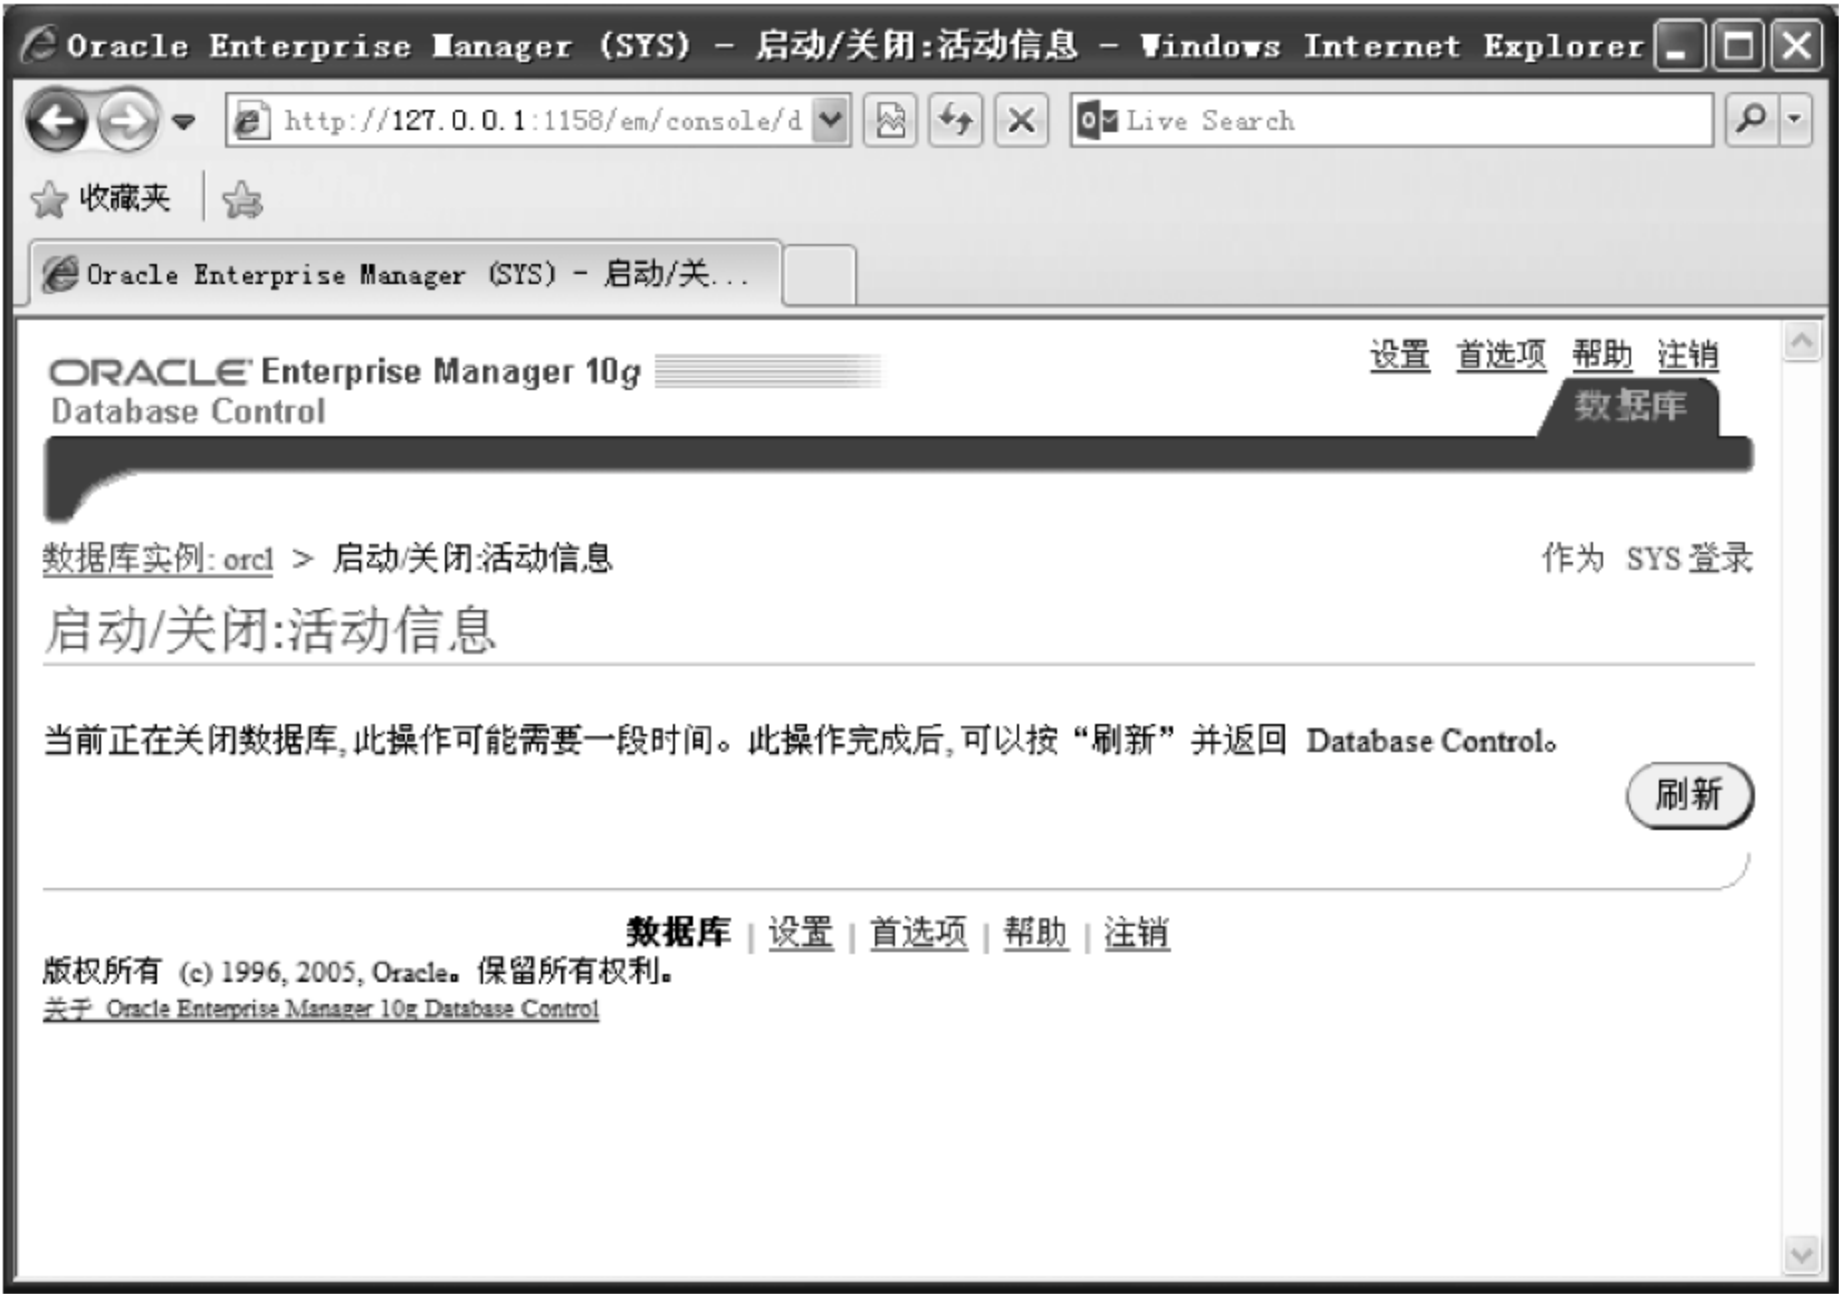 Oracle Enterprise Manager (SYS) - 启动/关闭:活动信息 - Windows Internet Explorer
http://127.0.0.1:1158/em/console/d
Live Search
收藏夹
Oracle Enterprise Manager (SYS) - 启动/关...
设置 首选项 帮助 注销
ORACLE Enterprise Manager 10g
Database Control
数据库
数据库实例: orcl > 启动/关闭:活动信息
作为 SYS 登录
启动/关闭:活动信息
当前正在关闭数据库,此操作可能需要一段时间。此操作完成后,可以按“刷新”并返回 Database Control。
刷新
数据库 | 设置 | 首选项 | 帮助 | 注销
版权所有 (c) 1996, 2005, Oracle。保留所有权利。
关于 Oracle Enterprise Manager 10g Database Control